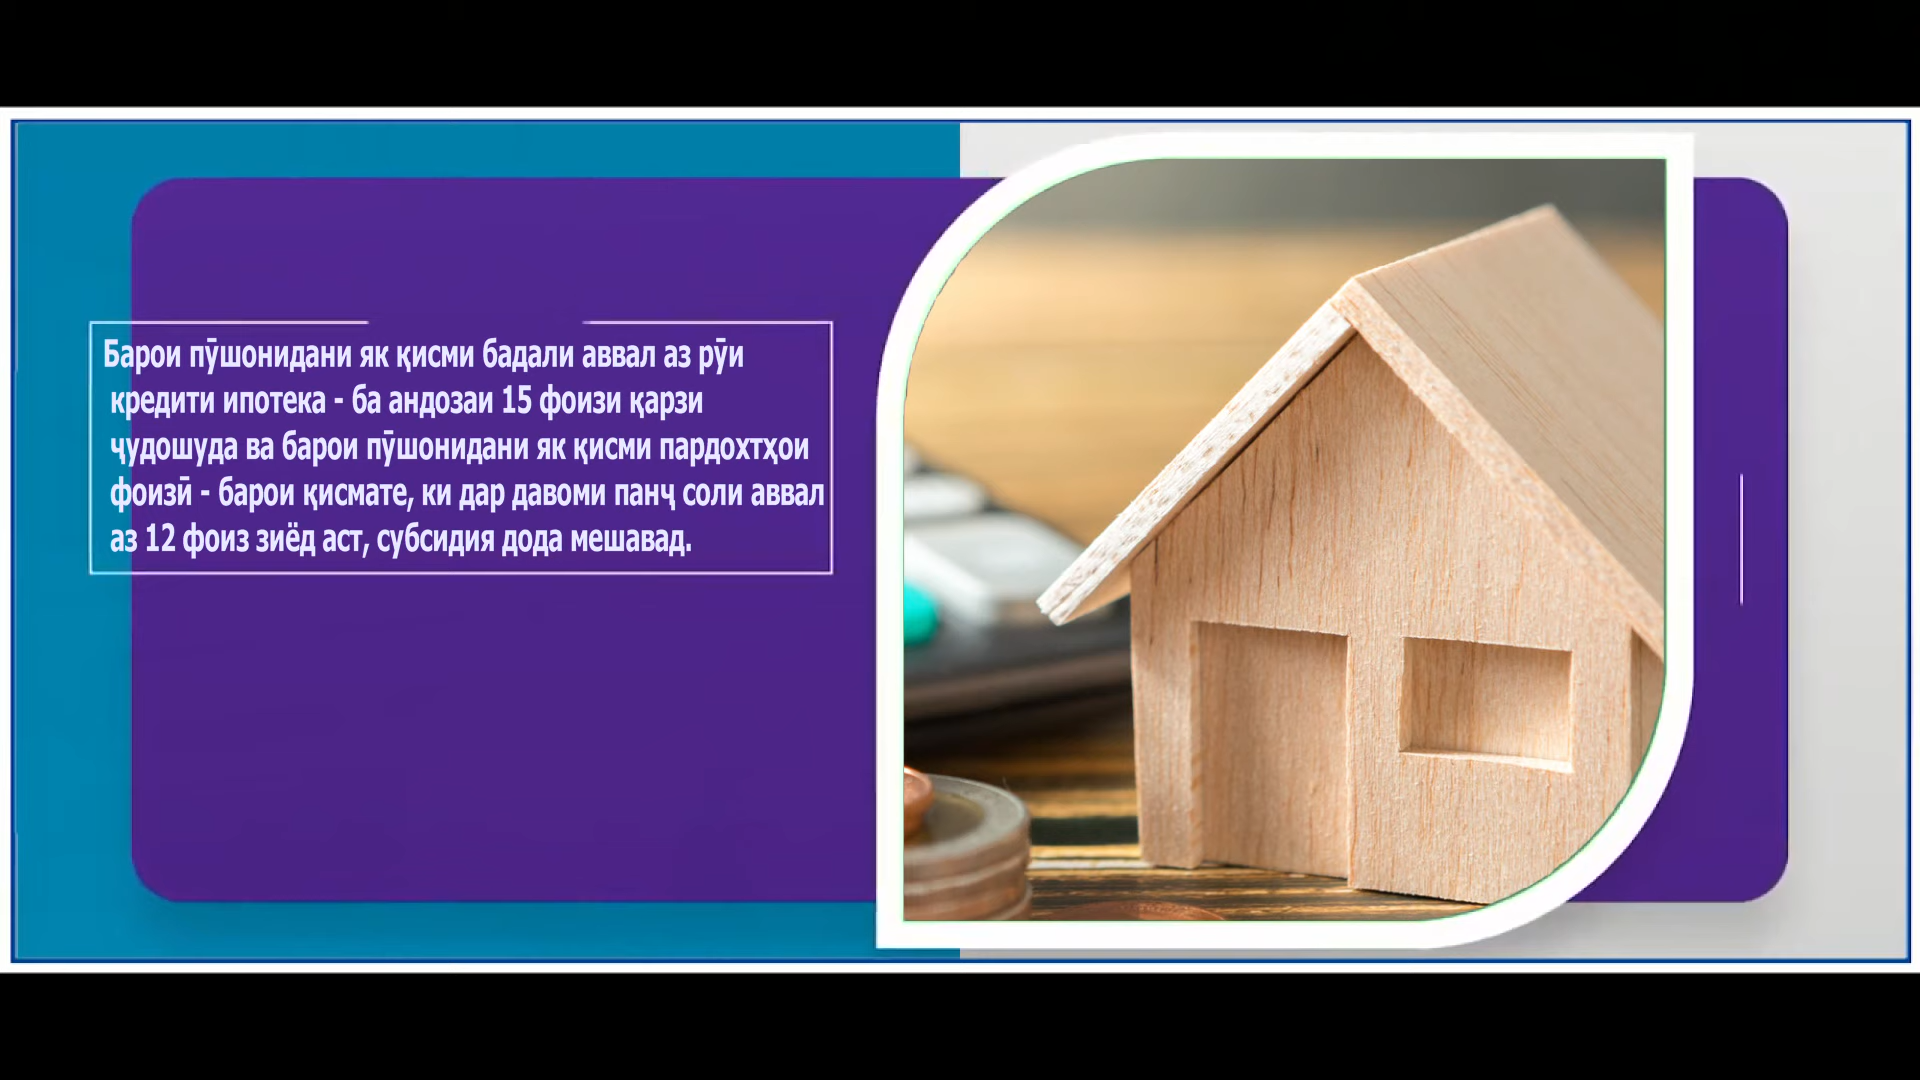 Барои пӯшонидани як қисми бадали аввал аз рӯи
кредити ипотека - ба андозаи 15 фоизи қарзи
ҷудошуда ва барои пӯшонидани як қисми пардохтҳои
фоизӣ - барои қисмате, ки дар давоми панҷ соли аввал
аз 12 фоиз зиёд аст, субсидия дода мешавад.